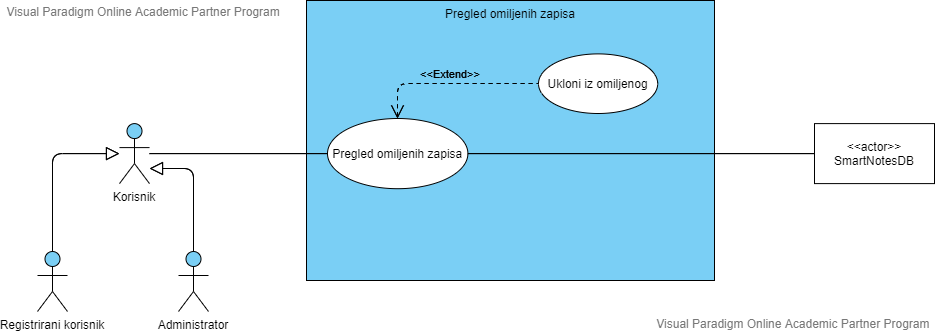 Visual Paradigm Online Academic Partner Program
Pregled omiljenih zapisa
<<Extend>>
Ukloni iz omiljenog
Pregled omiljenih zapisa
<<actor>>
SmartNotesDB
Korisnik
Registrirani korisnik
Administrator
Visual Paradigm Online Academic Partner Program